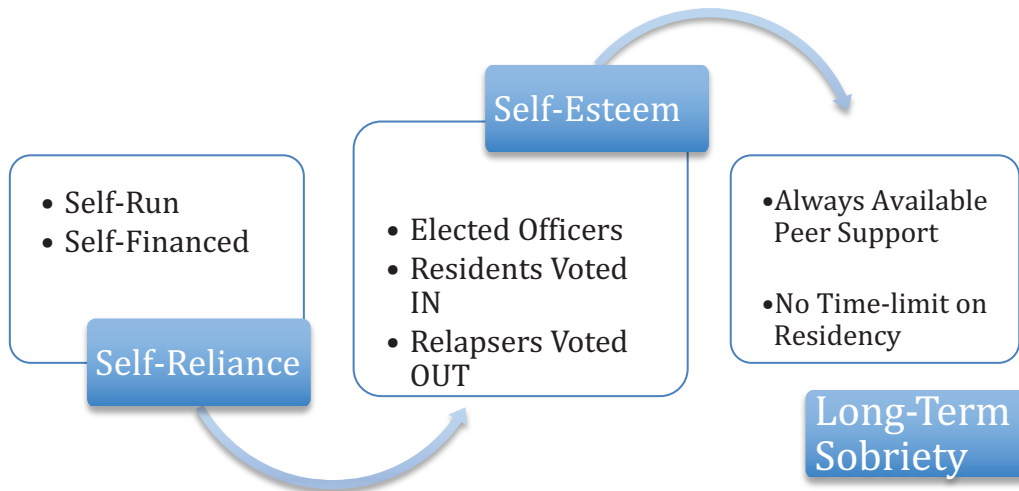 • Self-Run
• Self-Financed
Self-Reliance
Self-Esteem
• Elected Officers
• Residents Voted
IN
• Relapsers Voted
OUT
•Always Available
Peer Support
•No Time-limit on
Residency
Long-Term
Sobriety